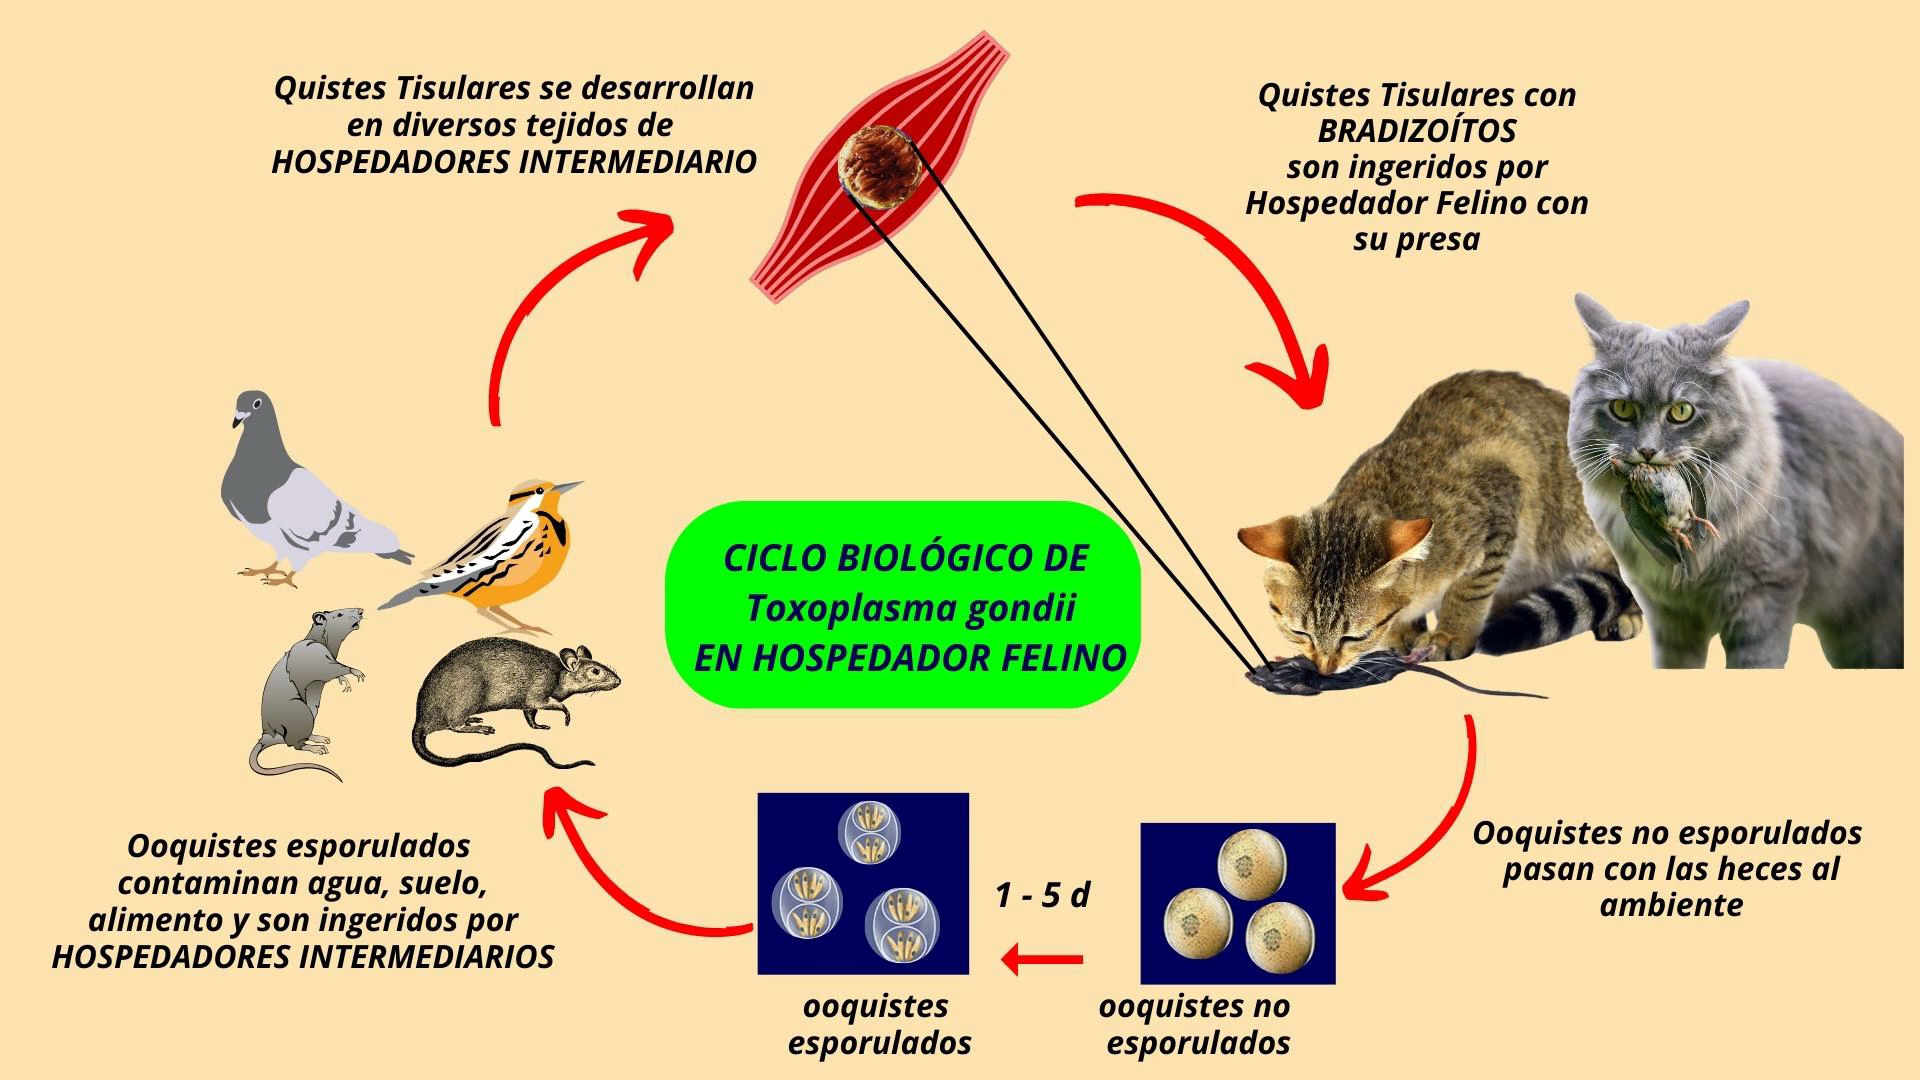 Quistes Tisulares se desarrollan
en diversos tejidos de
HOSPEDADORES INTERMEDIARIO
Quistes Tisulares con
BRADIZOÍTOS
son ingeridos por
Hospedador Felino con
su presa
CICLO BIOLÓGICO DE
Toxoplasma gondii
EN HOSPEDADOR FELINO
Ooquistes no esporulados
pasan con las heces al
ambiente
1 - 5 d
ooquistes no
esporulados
ooquistes
esporulados
Ooquistes esporulados
contaminan agua, suelo,
alimento y son ingeridos por
HOSPEDADORES INTERMEDIARIOS